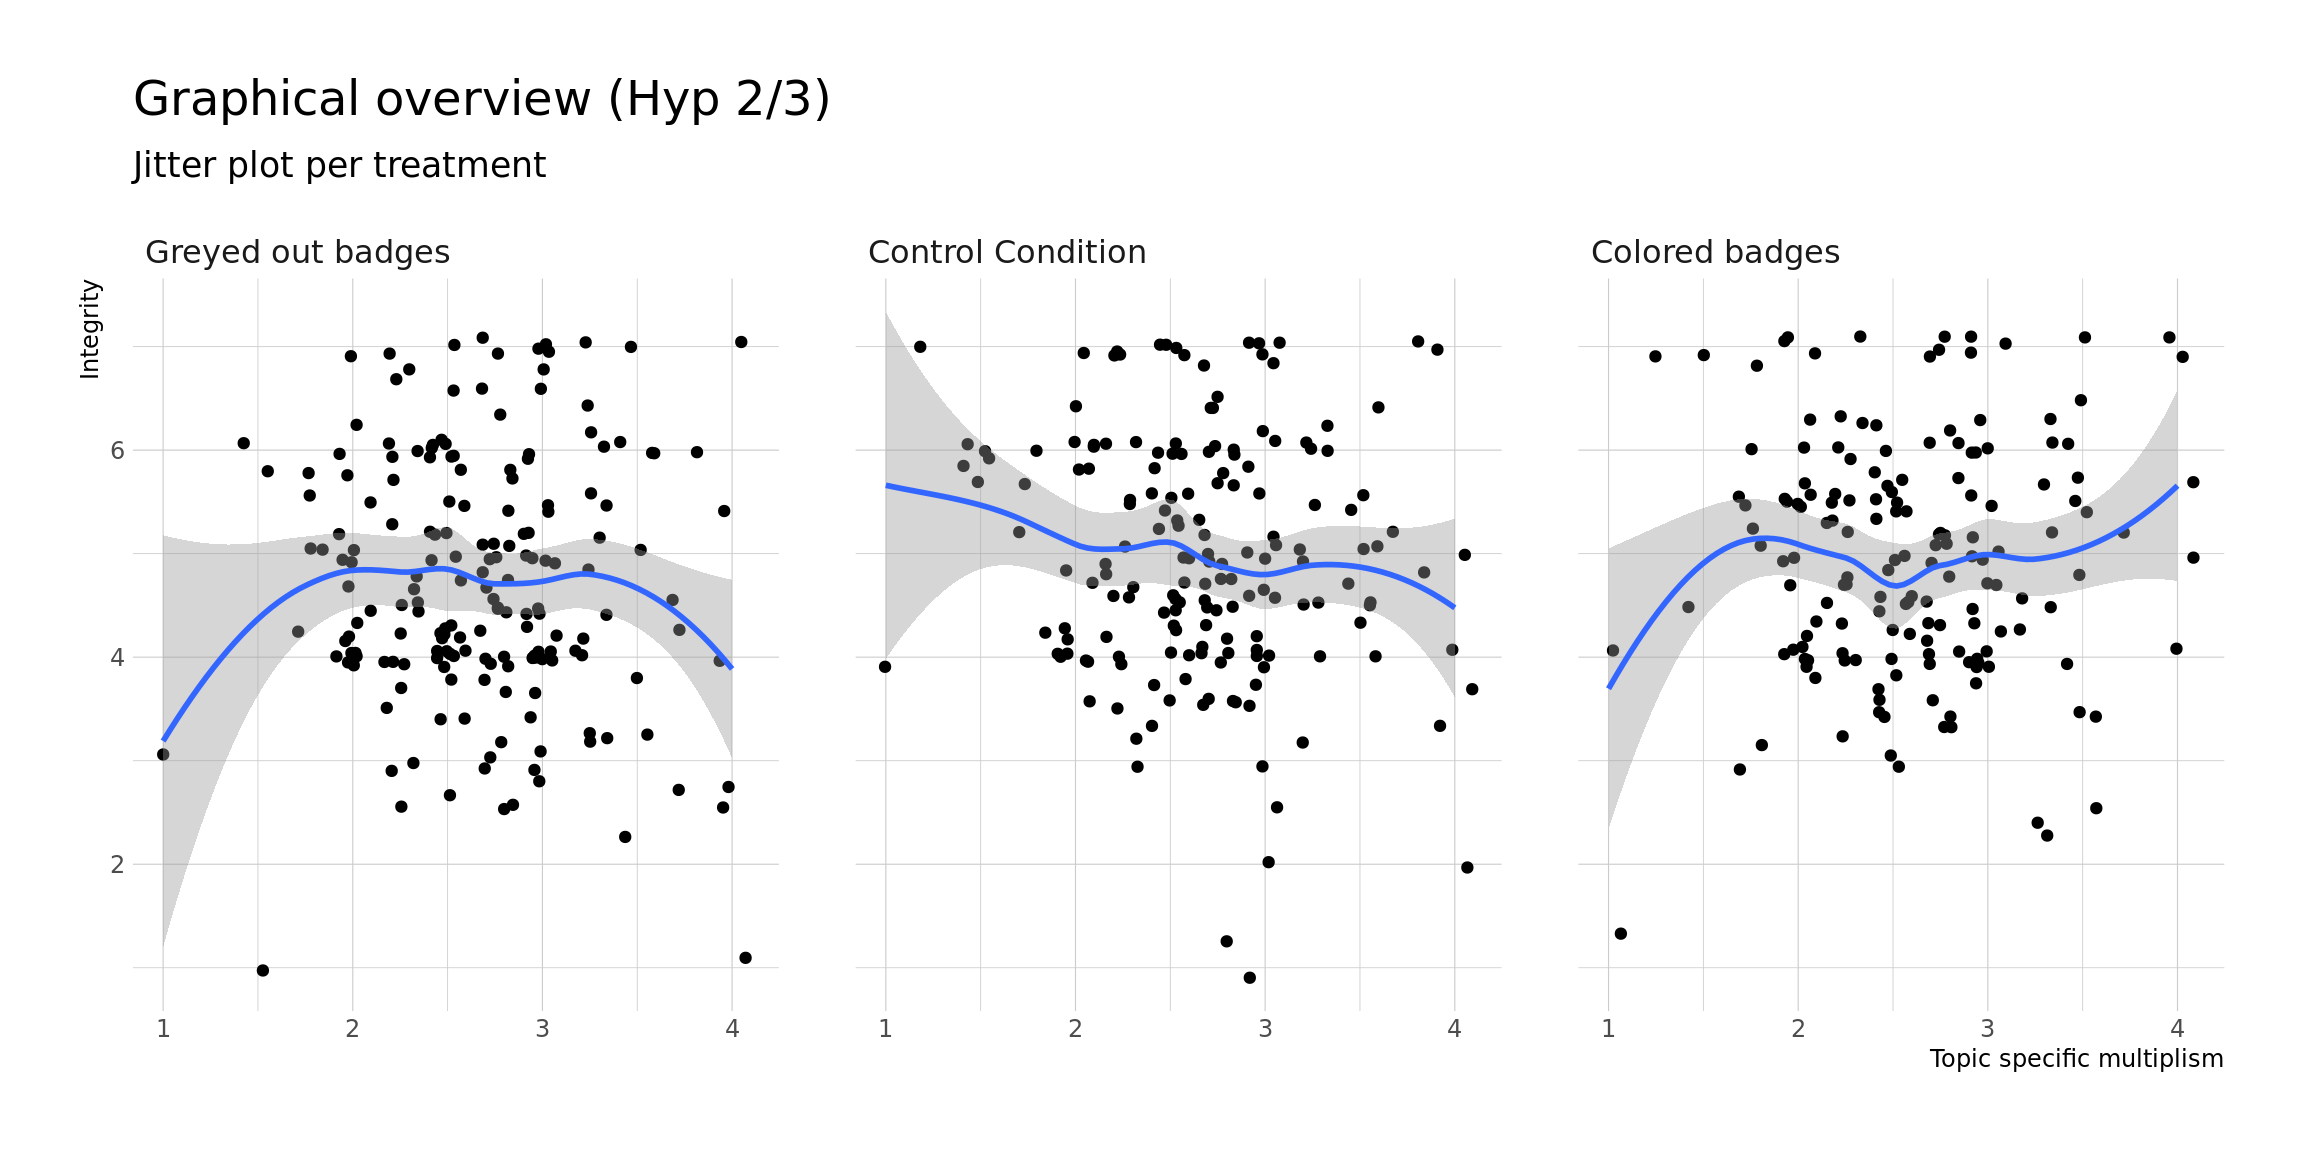 Graphical overview (Hyp 2/3)
Jitter plot per treatment
Greyed out badges
Control Condition
Colored badges
Integrity
6
4
2
1 2 3 4
1 2 3 4
1 2 3 4
Topic specific multiplism